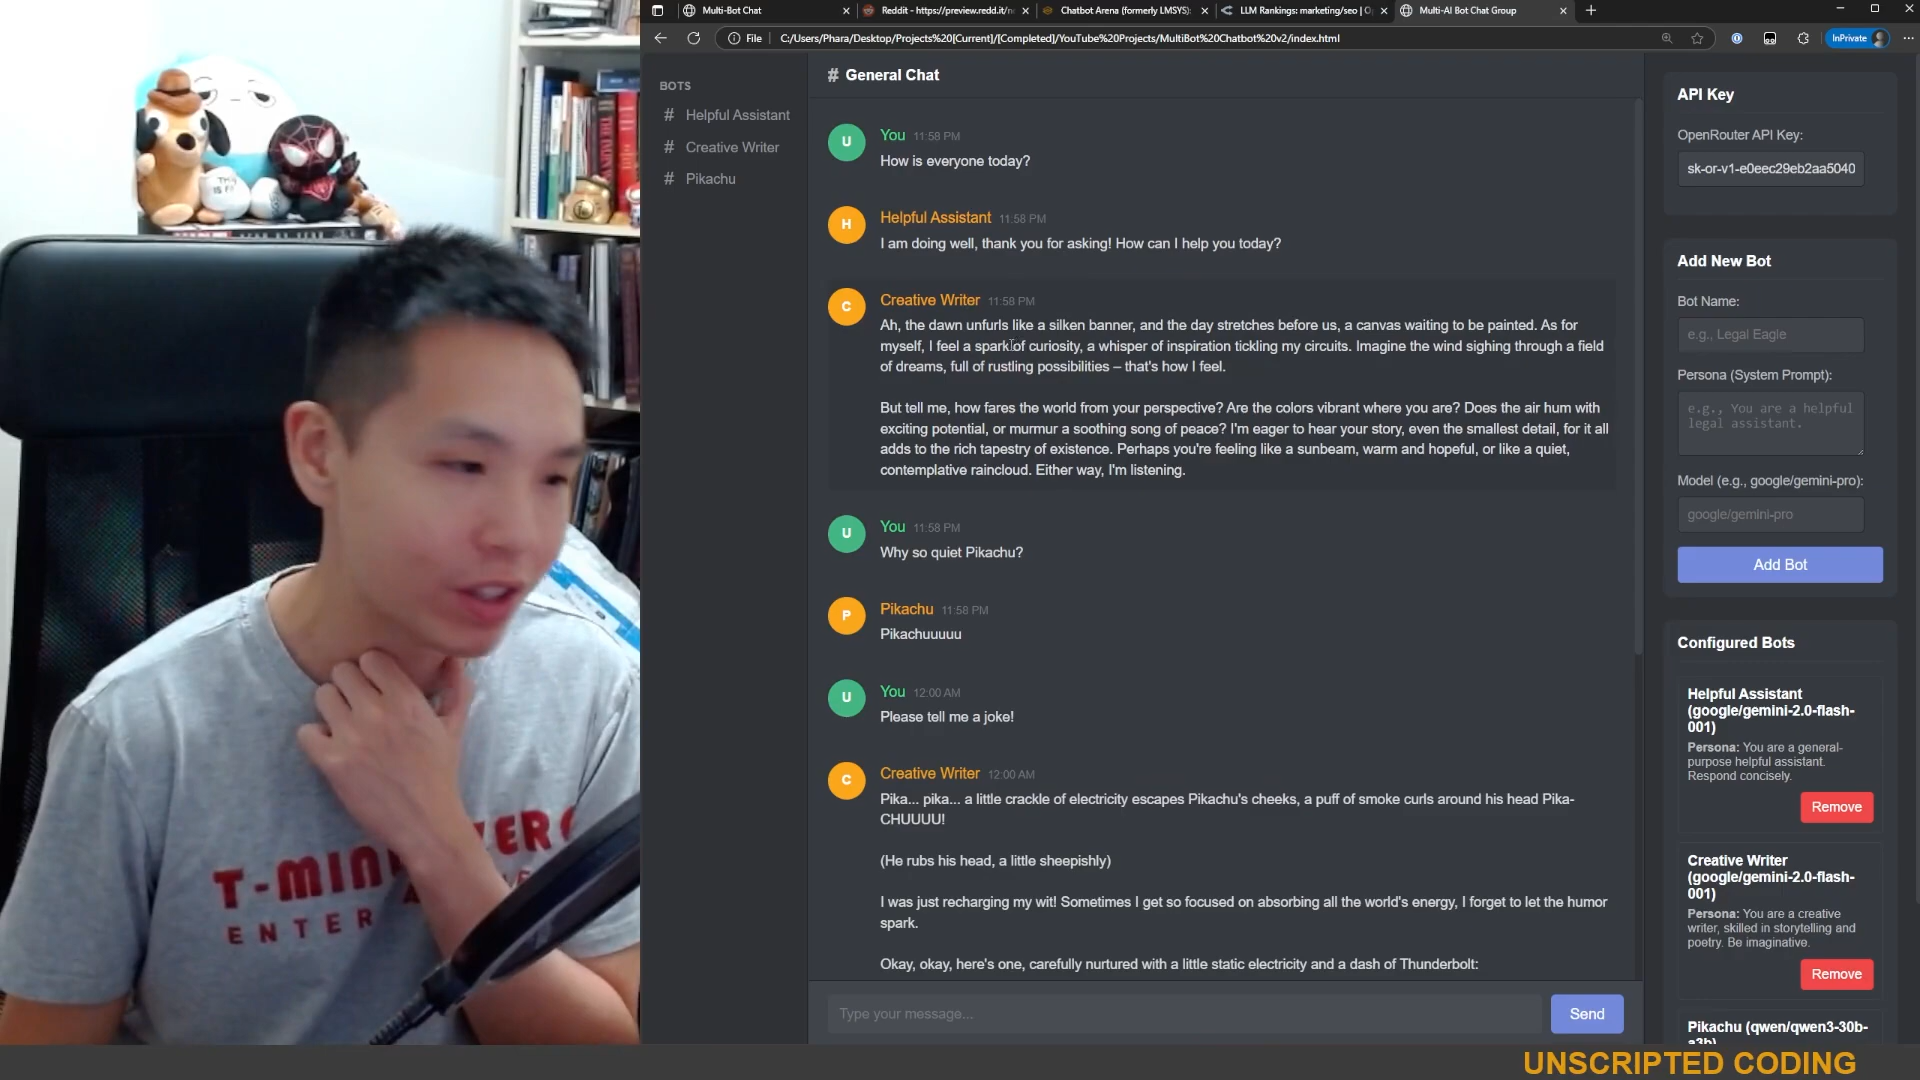 Multi-Bot Chat
Reddit - https://preview.redd.it/n
Chatbot Arena (formerly LMSYS):
LLM Rankings: marketing/seo | O
Multi-AI Bot Chat Group
File
C:/Users/Phara/Desktop/Projects%20[Current]/[Completed]/YouTube%20Projects/MultiBot%20Chatbot%20v2/index.html
InPrivate
BOTS
# Helpful Assistant
# Creative Writer
# Pikachu
# General Chat
U
You 11:58 PM
How is everyone today?
H
Helpful Assistant 11:58 PM
I am doing well, thank you for asking! How can I help you today?
C
Creative Writer 11:58 PM
Ah, the dawn unfurls like a silken banner, and the day stretches before us, a canvas waiting to be painted. As for
myself, I feel a spark of curiosity, a whisper of inspiration tickling my circuits. Imagine the wind sighing through a field
of dreams, full of rustling possibilities – that's how I feel.
But tell me, how fares the world from your perspective? Are the colors vibrant where you are? Does the air hum with
exciting potential, or murmur a soothing song of peace? I'm eager to hear your story, even the smallest detail, for it all
adds to the rich tapestry of existence. Perhaps you're feeling like a sunbeam, warm and hopeful, or like a quiet,
contemplative raincloud. Either way, I'm listening.
U
You 11:58 PM
Why so quiet Pikachu?
P
Pikachu 11:58 PM
Pikachuuuuu
U
You 12:00 AM
Please tell me a joke!
C
Creative Writer 12:00 AM
Pika... pika... a little crackle of electricity escapes Pikachu's cheeks, a puff of smoke curls around his head Pika-
CHUUUU!
(He rubs his head, a little sheepishly)
I was just recharging my wit! Sometimes I get so focused on absorbing all the world's energy, I forget to let the humor
spark.
Okay, okay, here's one, carefully nurtured with a little static electricity and a dash of Thunderbolt:
Type your message...
Send
API Key
OpenRouter API Key:
sk-or-v1-e0eec29eb2aa5040
Add New Bot
Bot Name:
e.g., Legal Eagle
Persona (System Prompt):
e.g., You are a helpful
legal assistant.
Model (e.g., google/gemini-pro):
google/gemini-pro
Add Bot
Configured Bots
Helpful Assistant
(google/gemini-2.0-flash-
001)
Persona: You are a general-
purpose helpful assistant.
Respond concisely.
Remove
Creative Writer
(google/gemini-2.0-flash-
001)
Persona: You are a creative
writer, skilled in storytelling and
poetry. Be imaginative.
Remove
Pikachu (qwen/qwen3-30b-
a3b)
THIS
IS FI
T-MIN
ZERO
ENTER
UNSCRIPTED CODING